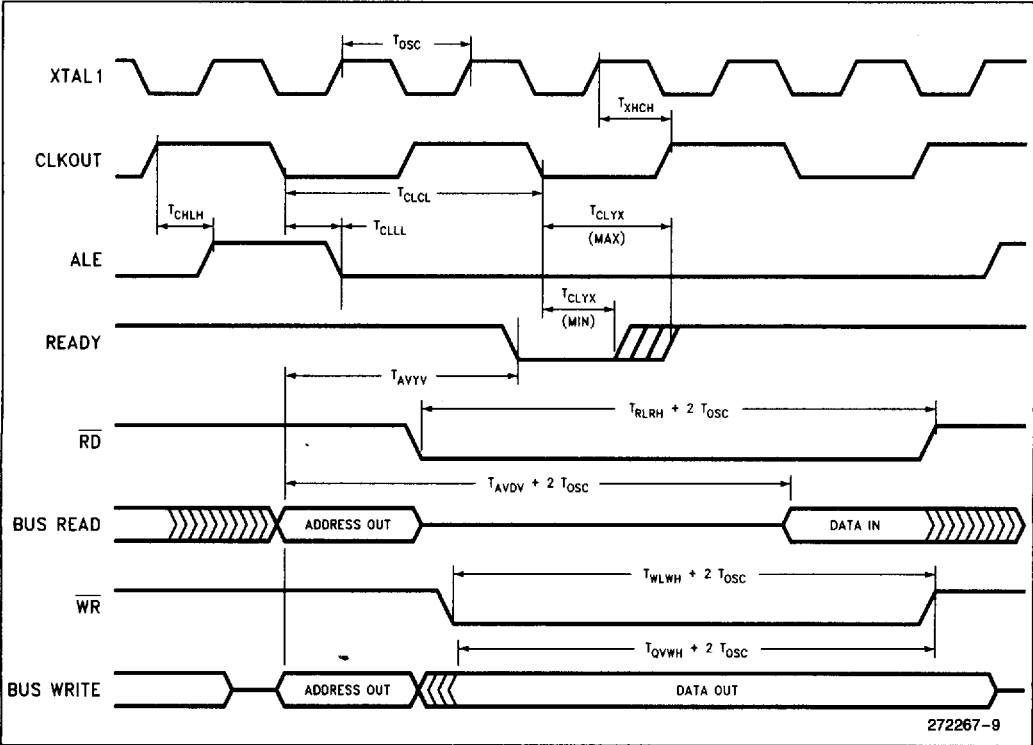 T_OSC
XTAL1
T_XHCH
CLKOUT
T_CLCL
T_CHLH
T_CLLL
T_CLYX
(MAX)
ALE
T_CLYX
(MIN)
READY
T_AVYV
T_RLRH + 2 T_OSC
RD
T_AVDV + 2 T_OSC
BUS READ ADDRESS OUT DATA IN
T_WLWH + 2 T_OSC
WR
T_QVWH + 2 T_OSC
BUS WRITE ADDRESS OUT DATA OUT
272267-9